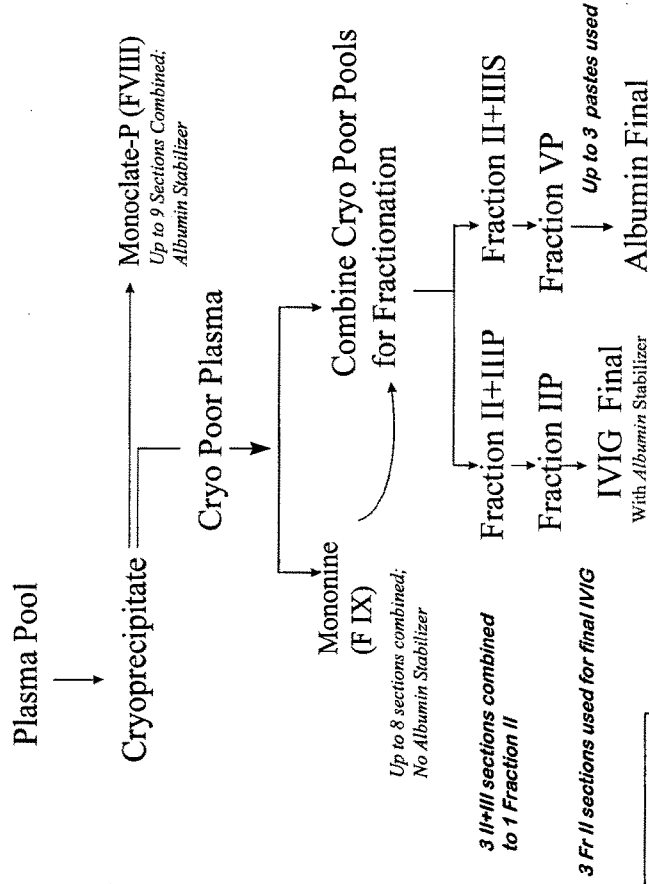 Plasma Pool
Cryoprecipitate
Monoclate-P (FVIII)
Up to 9 Sections Combined;
Albumin Stabilizer
Cryo Poor Plasma
Mononine
(F IX)
Up to 8 sections combined;
No Albumin Stabilizer
Combine Cryo Poor Pools
for Fractionation
3 II+III sections combined
to 1 Fraction II
Fraction II+IIIP
Fraction II+IIIS
Fraction IIP
Fraction VP
3 Fr II sections used for final IVIG
Up to 3 pastes used
IVIG Final
With Albumin Stabilizer
Albumin Final